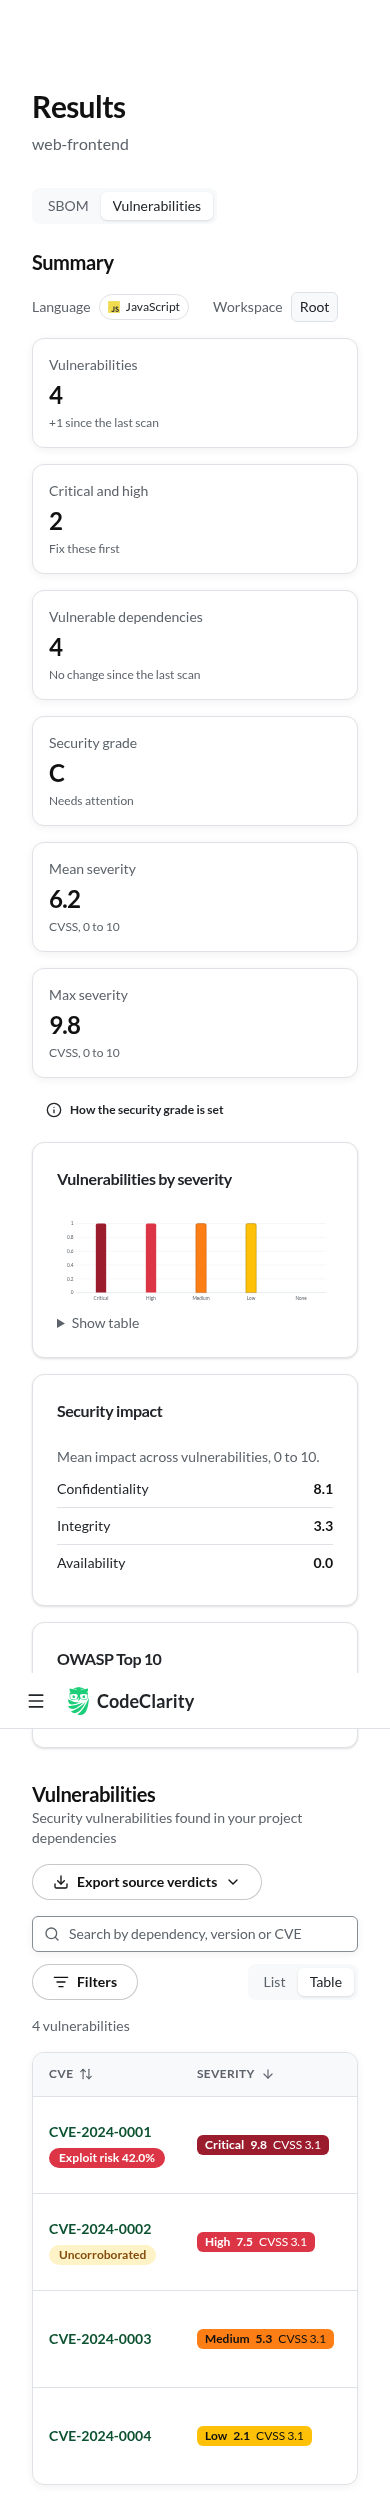 Results
web-frontend
SBOM Vulnerabilities
Summary
Language JS JavaScript Workspace Root
Vulnerabilities
4
+1 since the last scan
Critical and high
2
Fix these first
Vulnerable dependencies
4
No change since the last scan
Security grade
C
Needs attention
Mean severity
6.2
CVSS, 0 to 10
Max severity
9.8
CVSS, 0 to 10
How the security grade is set
Vulnerabilities by severity
1
0.8
0.6
0.4
0.2
0
Critical High Medium Low None
Show table
Security impact
Mean impact across vulnerabilities, 0 to 10.
Confidentiality 8.1
Integrity 3.3
Availability 0.0
OWASP Top 10
CodeClarity
Vulnerabilities
Security vulnerabilities found in your project
dependencies
Export source verdicts
Search by dependency, version or CVE
Filters List Table
4 vulnerabilities
CVE SEVERITY
CVE-2024-0001
Exploit risk 42.0%
Critical 9.8 CVSS 3.1
CVE-2024-0002
Uncorroborated
High 7.5 CVSS 3.1
CVE-2024-0003 Medium 5.3 CVSS 3.1
CVE-2024-0004 Low 2.1 CVSS 3.1